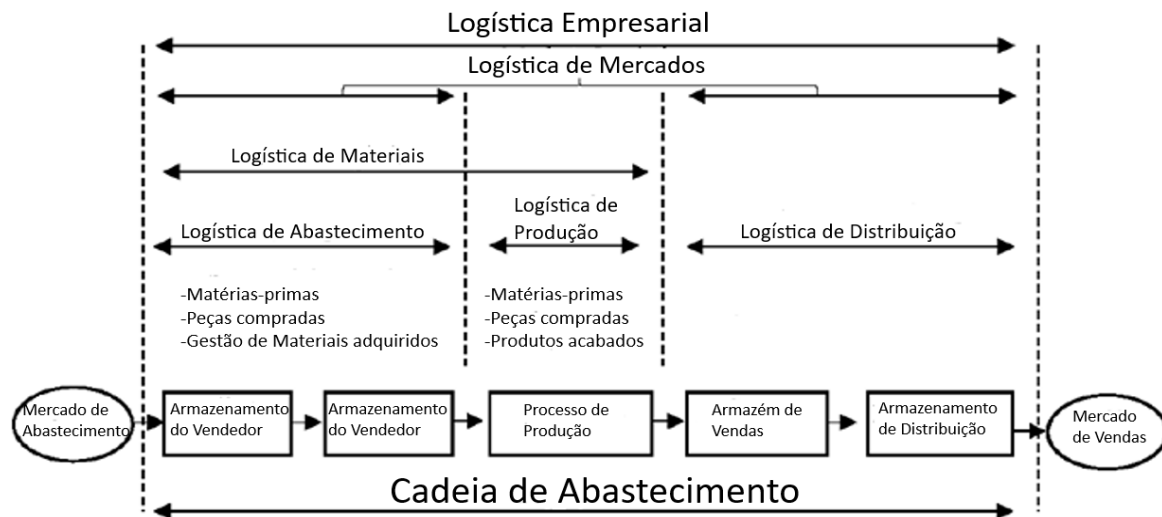 Logística Empresarial
Logística de Mercados
Logística de Materiais
Logística de Abastecimento
Logística de
Produção
Logística de Distribuição
-Matérias-primas
-Peças compradas
-Gestão de Materiais adquiridos
-Matérias-primas
-Peças compradas
-Produtos acabados
Mercado de
Abastecimento
Armazenamento
do Vendedor
Armazenamento
do Vendedor
Processo de
Produção
Armazém de
Vendas
Armazenamento
de Distribuição
Mercado
de Vendas
Cadeia de Abastecimento